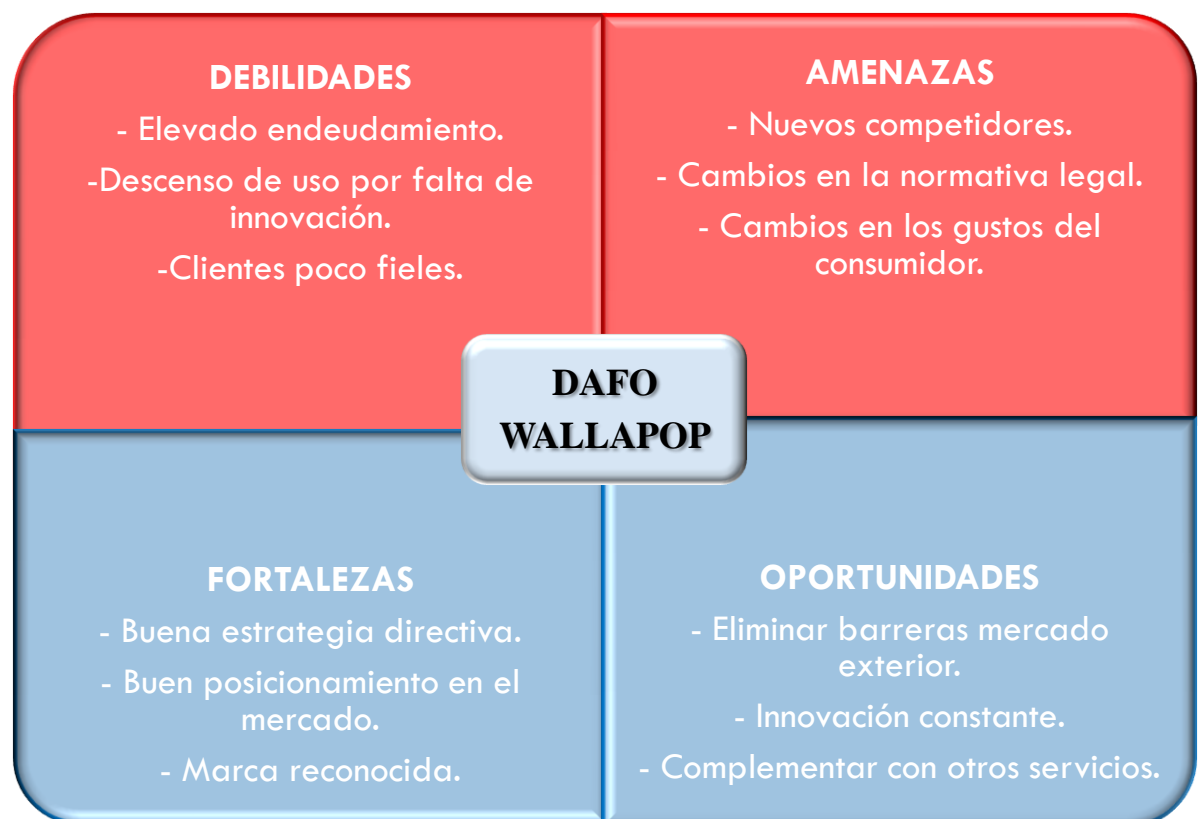 DEBILIDADES
- Elevado endeudamiento.
-Descenso de uso por falta de
innovación.
-Clientes poco fieles.
AMENAZAS
- Nuevos competidores.
- Cambios en la normativa legal.
- Cambios en los gustos del
consumidor.
DAFO
WALLAPOP
FORTALEZAS
- Buena estrategia directiva.
- Buen posicionamiento en el
mercado.
- Marca reconocida.
OPORTUNIDADES
- Eliminar barreras mercado
exterior.
- Innovación constante.
- Complementar con otros servicios.